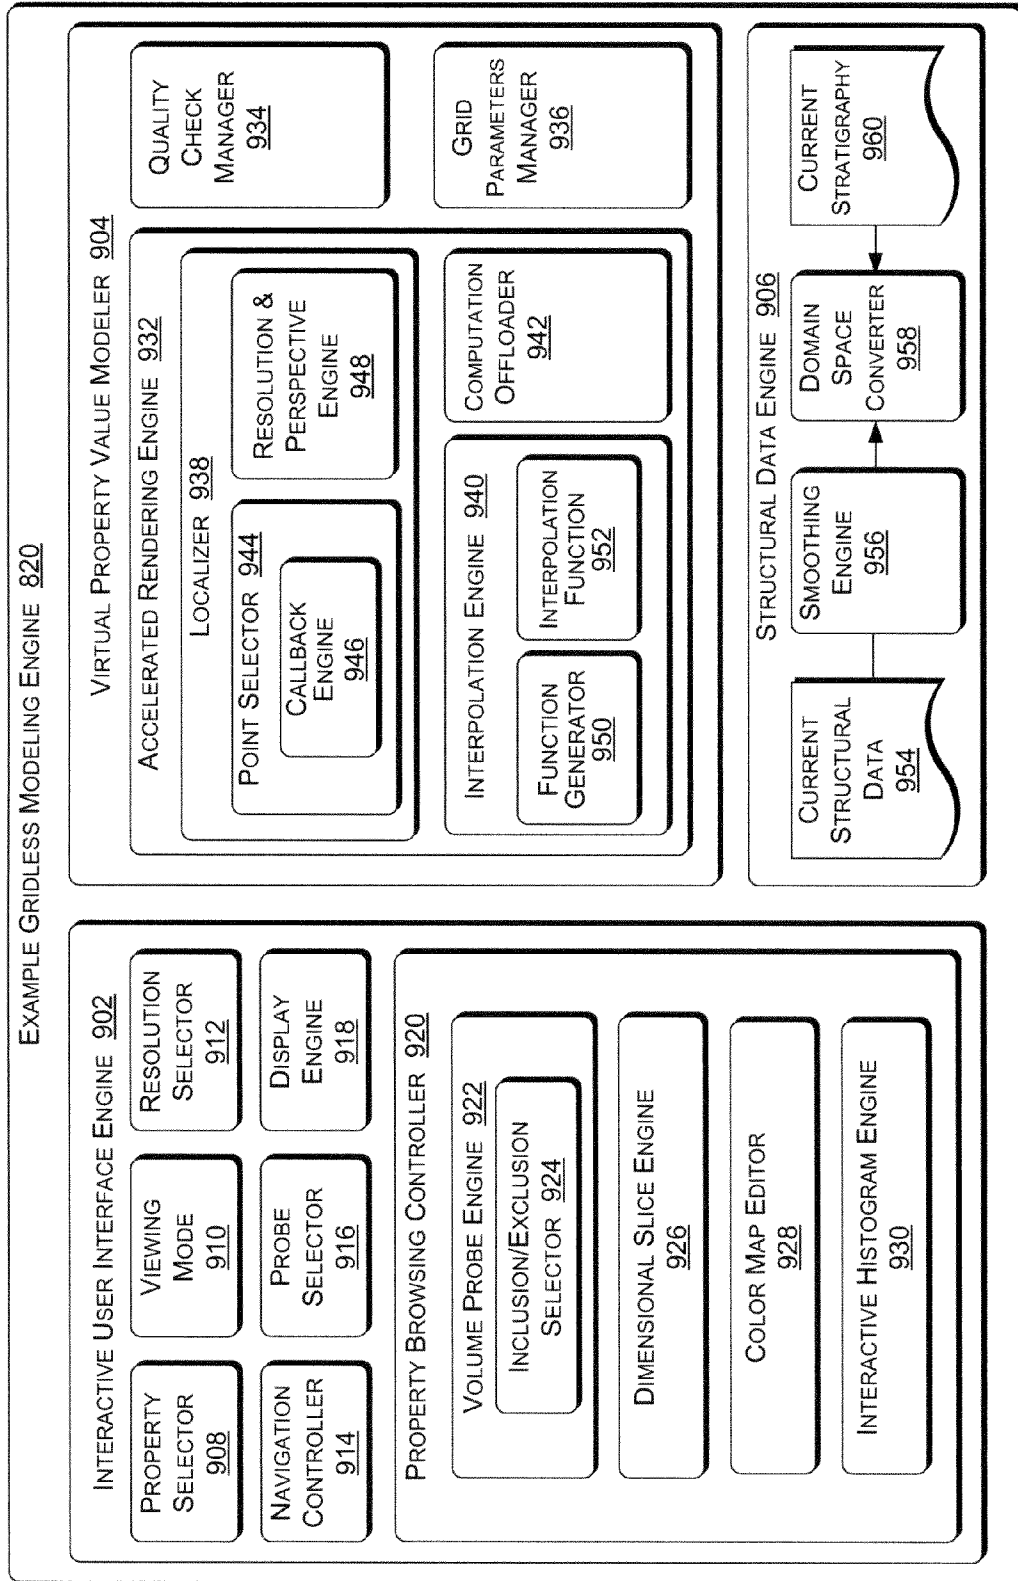 EXAMPLE GRIDLESS MODELING ENGINE 820
INTERACTIVE USER INTERFACE ENGINE 902
PROPERTY
SELECTOR
908
VIEWING
MODE
910
RESOLUTION
SELECTOR
912
NAVIGATION
CONTROLLER
914
PROBE
SELECTOR
916
DISPLAY
ENGINE
918
PROPERTY BROWSING CONTROLLER 920
VOLUME PROBE ENGINE 922
INCLUSION/EXCLUSION
SELECTOR 924
DIMENSIONAL SLICE ENGINE
926
COLOR MAP EDITOR
928
INTERACTIVE HISTOGRAM ENGINE
930
VIRTUAL PROPERTY VALUE MODELER 904
ACCELERATED RENDERING ENGINE 932
LOCALIZER 938
POINT SELECTOR 944
CALLBACK
ENGINE
946
RESOLUTION &
PERSPECTIVE
ENGINE
948
INTERPOLATION ENGINE 940
FUNCTION
GENERATOR
950
INTERPOLATION
FUNCTION
952
COMPUTATION
OFFLOADER
942
QUALITY
CHECK
MANAGER
934
GRID
PARAMETERS
MANAGER
936
STRUCTURAL DATA ENGINE 906
CURRENT
STRUCTURAL
DATA
954
SMOOTHING
ENGINE
956
DOMAIN
SPACE
CONVERTER
958
CURRENT
STRATIGRAPHY
960